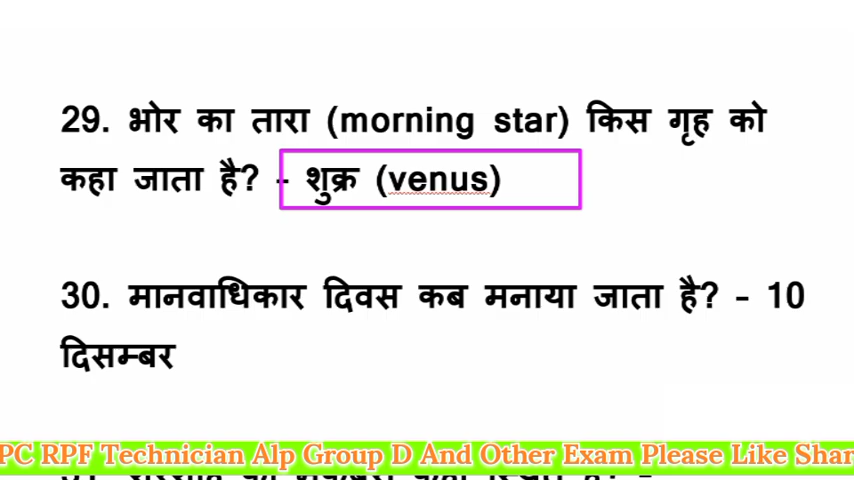 29. भोर का तारा (morning star) किस गृह को
कहा जाता है? - शुक्र (venus)
30. मानवाधिकार दिवस कब मनाया जाता है? - 10
दिसम्बर
PC RPF Technician Alp Group D And Other Exam Please Like Shar